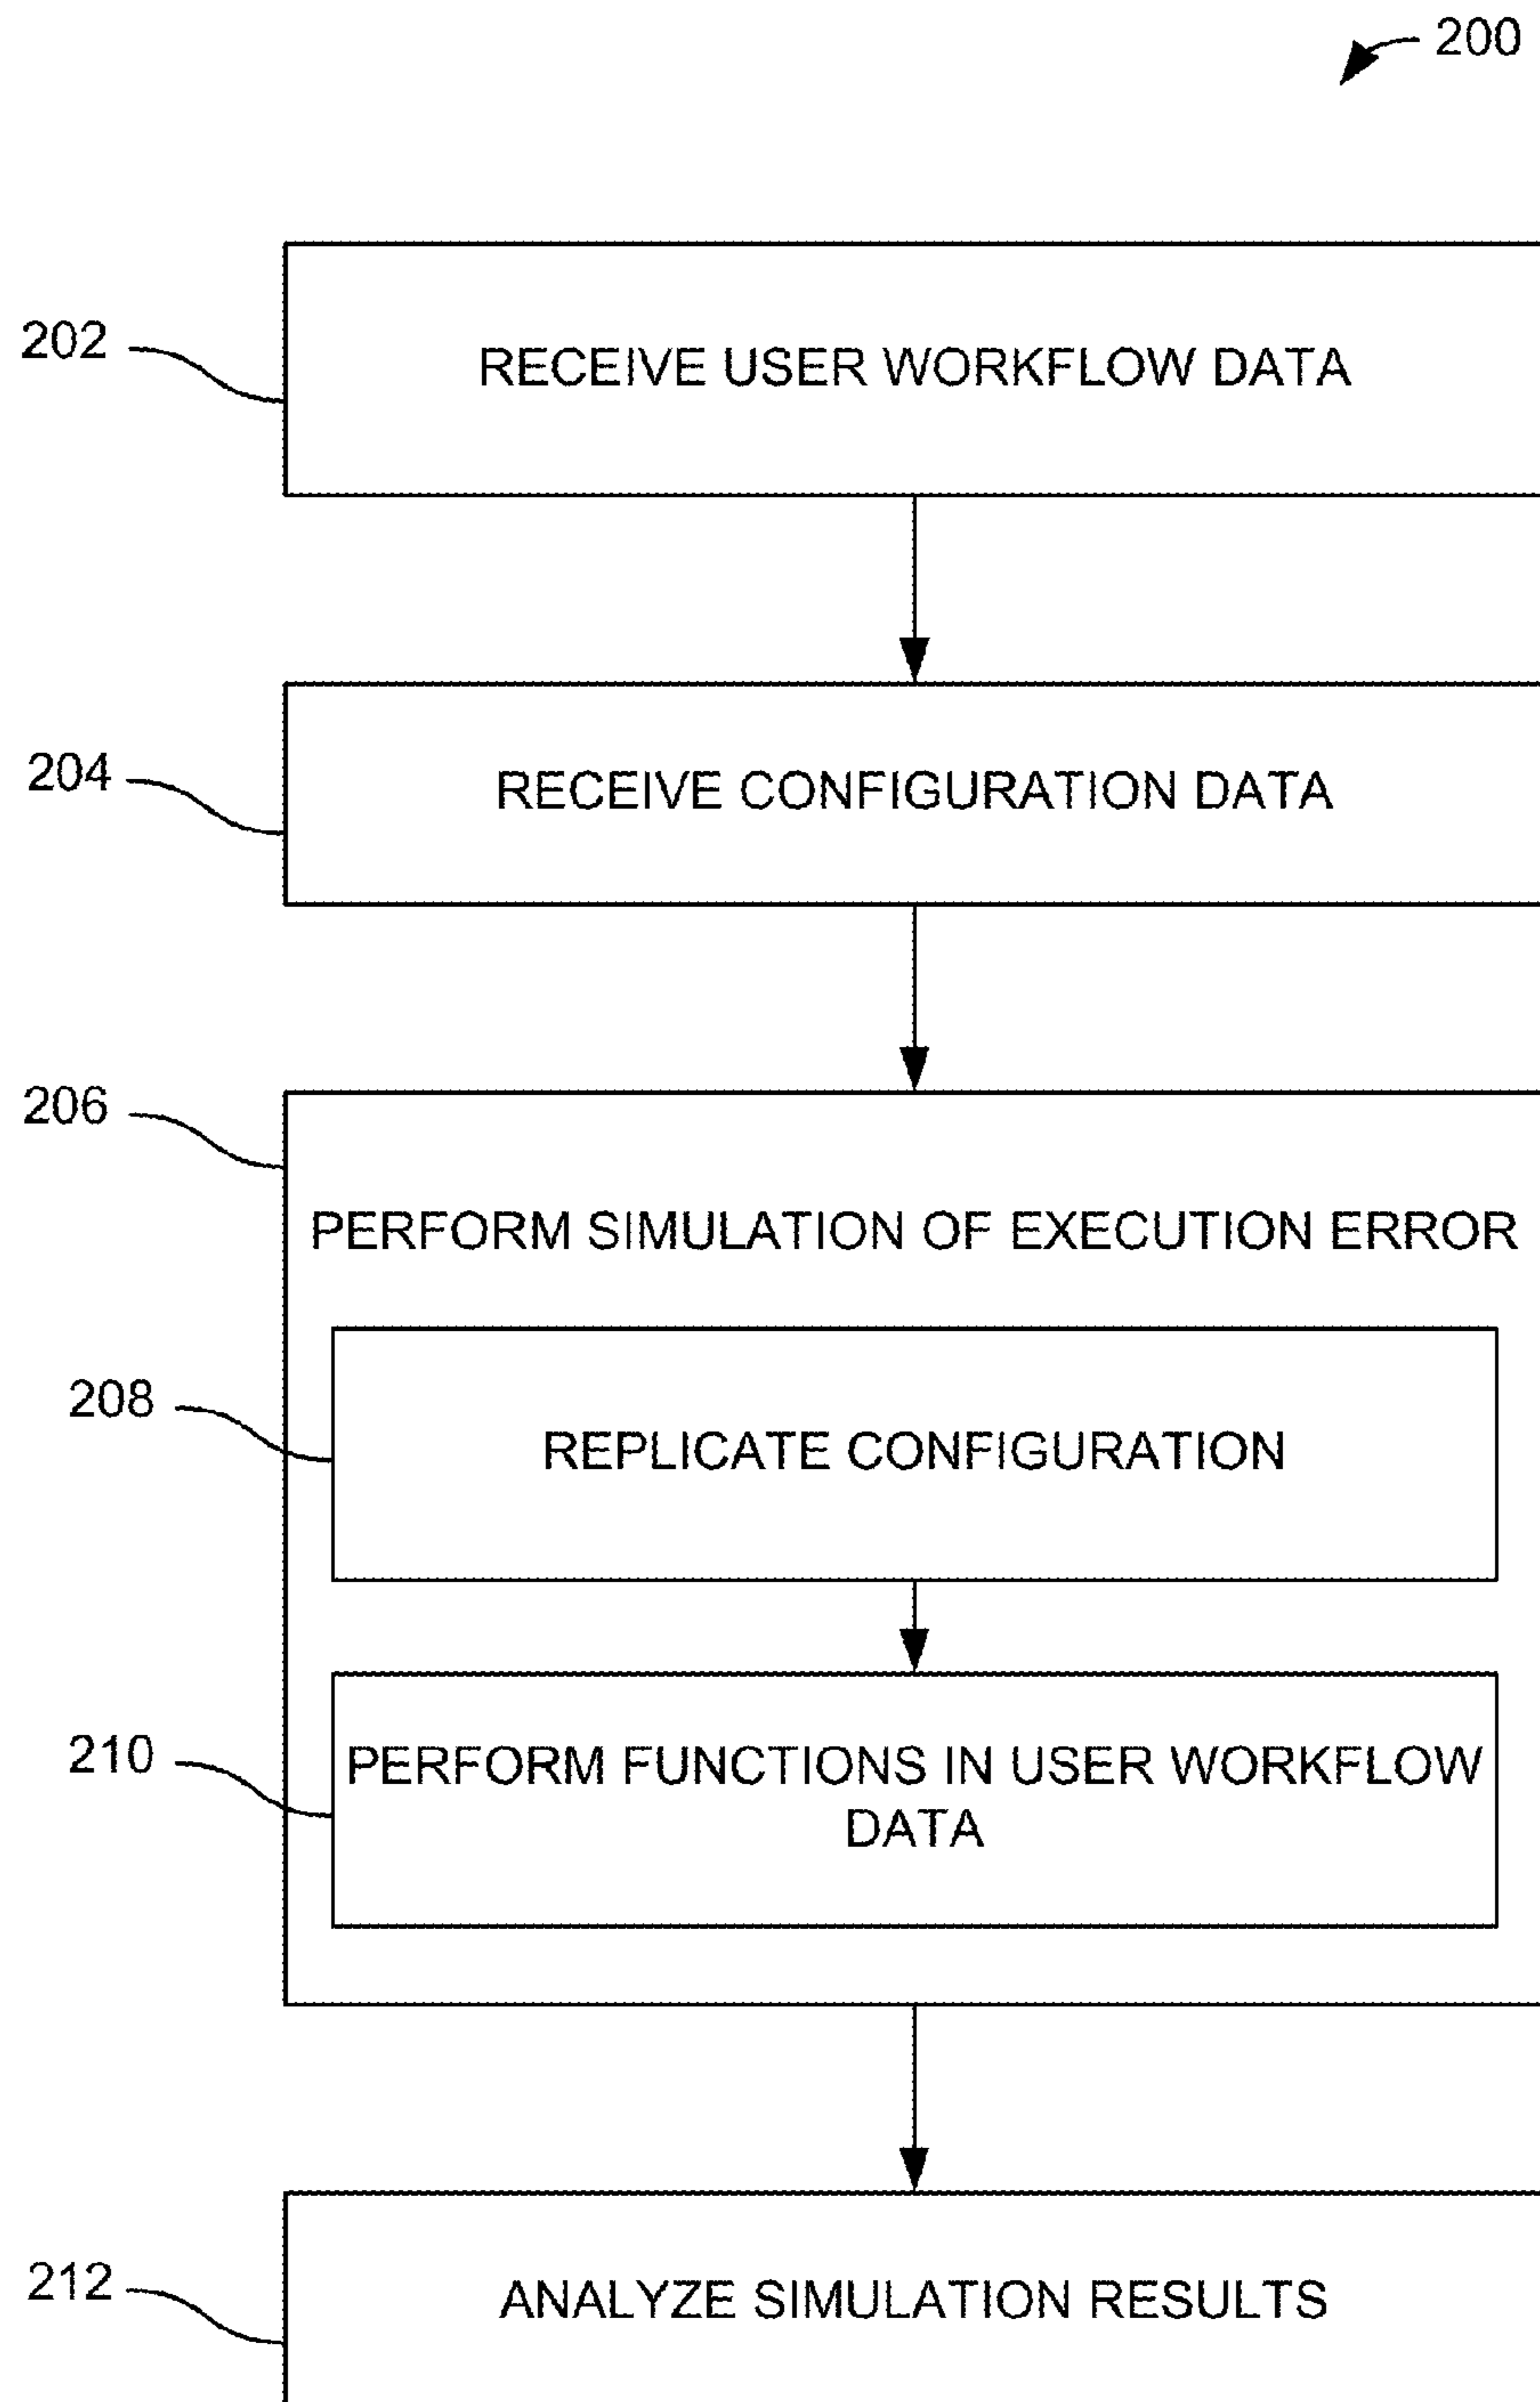 200
202
RECEIVE USER WORKFLOW DATA
204
RECEIVE CONFIGURATION DATA
206
PERFORM SIMULATION OF EXECUTION ERROR
208
REPLICATE CONFIGURATION
210
PERFORM FUNCTIONS IN USER WORKFLOW
DATA
212
ANALYZE SIMULATION RESULTS